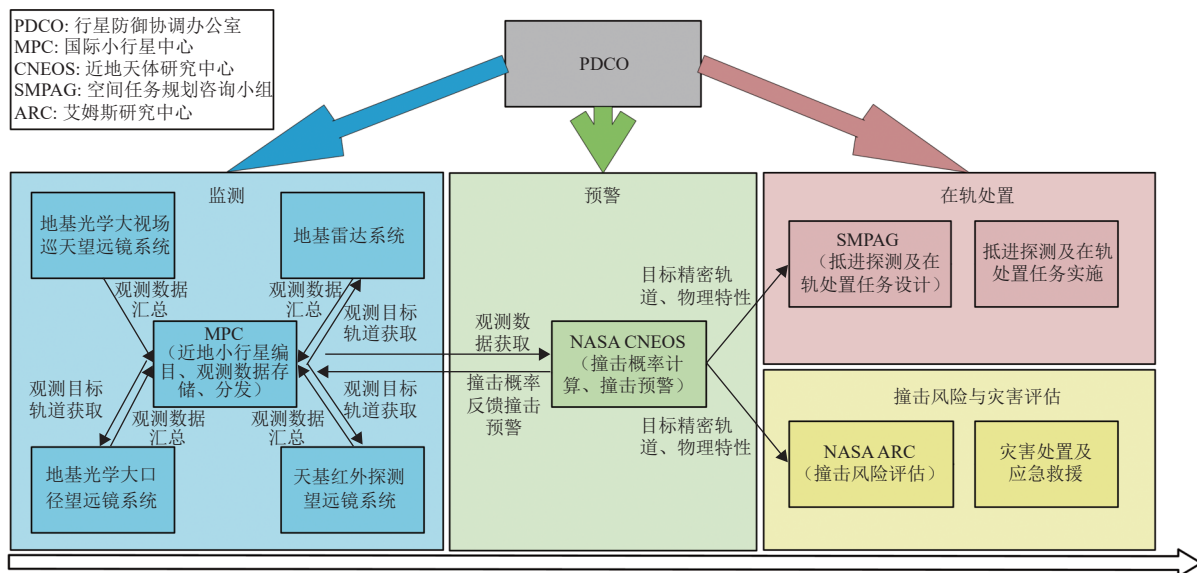 PDCO: 行星防御协调办公室
MPC: 国际小行星中心
CNEOS: 近地天体研究中心
SMPAG: 空间任务规划咨询小组
ARC: 艾姆斯研究中心
PDCO
监测
地基光学大视场
巡天望远镜系统
地基雷达系统
观测数据
汇总
观测数据
汇总
观测目标
轨道获取
MPC
（近地小行星编
目、观测数据存
储、分发）
观测目标
轨道获取
观测数据
汇总
观测数据
汇总
观测目标
轨道获取
地基光学大口
径望远镜系统
天基红外探测
望远镜系统
预警
观测数
据获取
撞击概率
反馈撞击
预警
NASA CNEOS
（撞击概率计
算、撞击预警）
目标精密轨
道、物理特性
目标精密轨
道、物理特性
在轨处置
SMPAG
（抵进探测及在
轨处置任务设计）
抵进探测及在轨
处置任务实施
撞击风险与灾害评估
NASA ARC
（撞击风险评估）
灾害处置及
应急救援